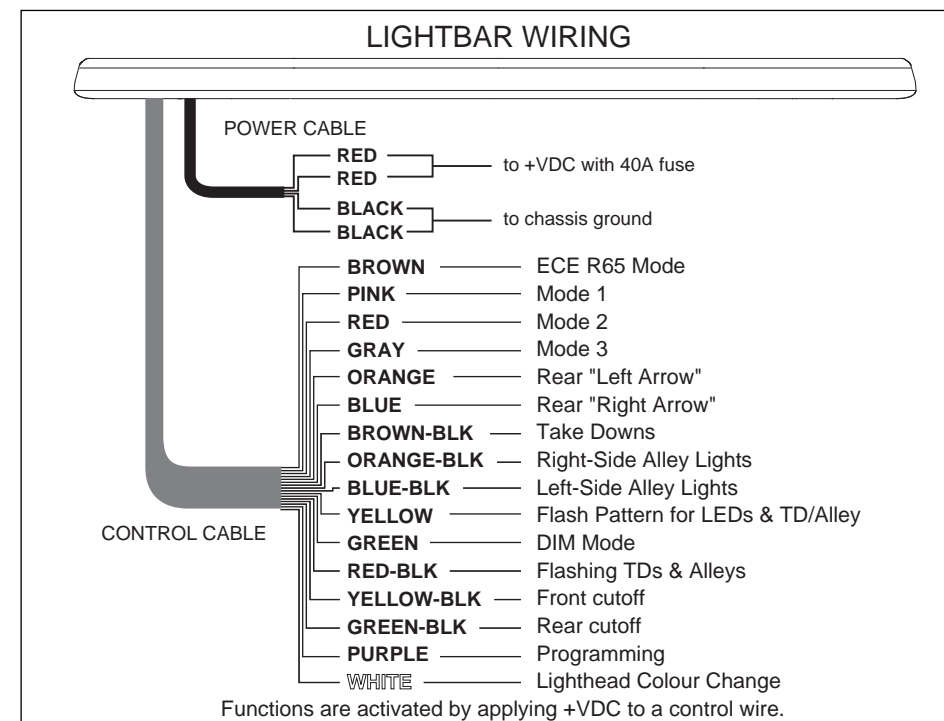 LIGHTBAR WIRING
POWER CABLE
RED
RED
to +VDC with 40A fuse
BLACK
BLACK
to chassis ground
BROWN ECE R65 Mode
PINK Mode 1
RED Mode 2
GRAY Mode 3
ORANGE Rear "Left Arrow"
BLUE Rear "Right Arrow"
BROWN-BLK Take Downs
ORANGE-BLK Right-Side Alley Lights
BLUE-BLK Left-Side Alley Lights
YELLOW Flash Pattern for LEDs & TD/Alley
CONTROL CABLE
GREEN DIM Mode
RED-BLK Flashing TDs & Alleys
YELLOW-BLK Front cutoff
GREEN-BLK Rear cutoff
PURPLE Programming
WHITE Lighthead Colour Change
Functions are activated by applying +VDC to a control wire.